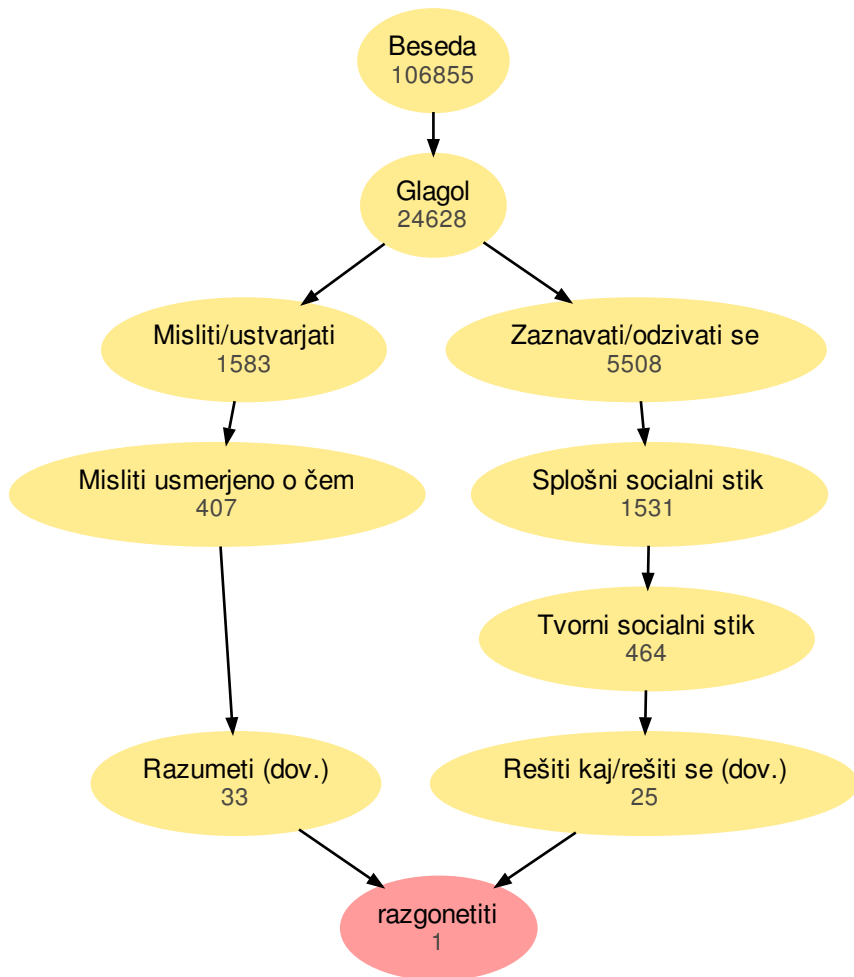 Beseda
106855
Glagol
24628
Misliti/ustvarjati
1583
Zaznavati/odzivati se
5508
Misliti usmerjeno o čem
407
Splošni socialni stik
1531
Tvorni socialni stik
464
Razumeti (dov.)
33
Rešiti kaj/rešiti se (dov.)
25
razgonetiti
1